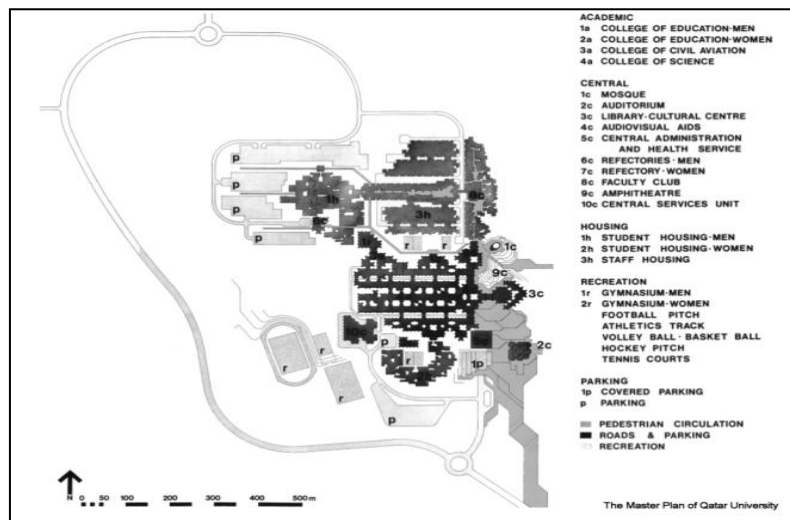 ACADEMIC
1a COLLEGE OF EDUCATION-MEN
2a COLLEGE OF EDUCATION-WOMEN
3a COLLEGE OF CIVIL AVIATION
4a COLLEGE OF SCIENCE
CENTRAL
1c MOSQUE
2c AUDITORIUM
3c LIBRARY-CULTURAL CENTRE
4c AUDIOVISUAL AIDS
5c CENTRAL ADMINISTRATION
AND HEALTH SERVICE
6c REFECTORIES-MEN
7c REFECTORY-WOMEN
8c FACULTY CLUB
9c AMPHITHEATRE
10c CENTRAL SERVICES UNIT
HOUSING
1h STUDENT HOUSING-MEN
2h STUDENT HOUSING-WOMEN
3h STAFF HOUSING
RECREATION
1r GYMNASIUM-MEN
2r GYMNASIUM-WOMEN
FOOTBALL PITCH
ATHLETICS TRACK
VOLLEY BALL-BASKET BALL
HOCKEY PITCH
TENNIS COURTS
PARKING
1p COVERED PARKING
p PARKING
PEDESTRIAN CIRCULATION
ROADS & PARKING
RECREATION
p
p
p
p
1h
3h
r
r
1c
9c
3c
2c
p
r
r
r
r
1p
p
N
0 50 100 200 300 400 500m
The Master Plan of Qatar University